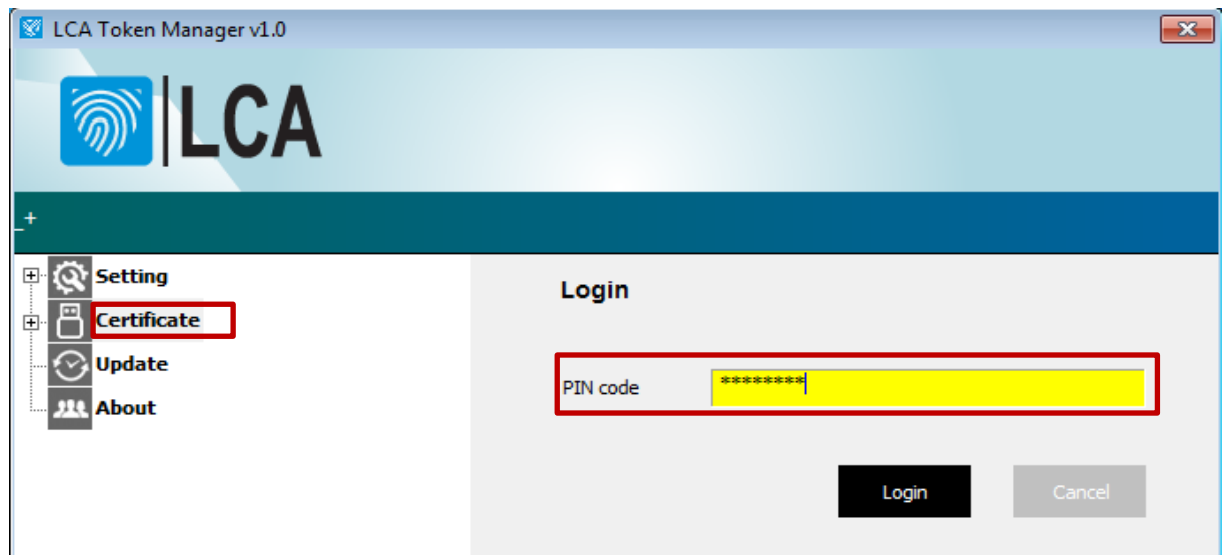 LCA Token Manager v1.0
LCA
_+
Setting
Certificate
Update
About
Login
PIN code ********
Login Cancel